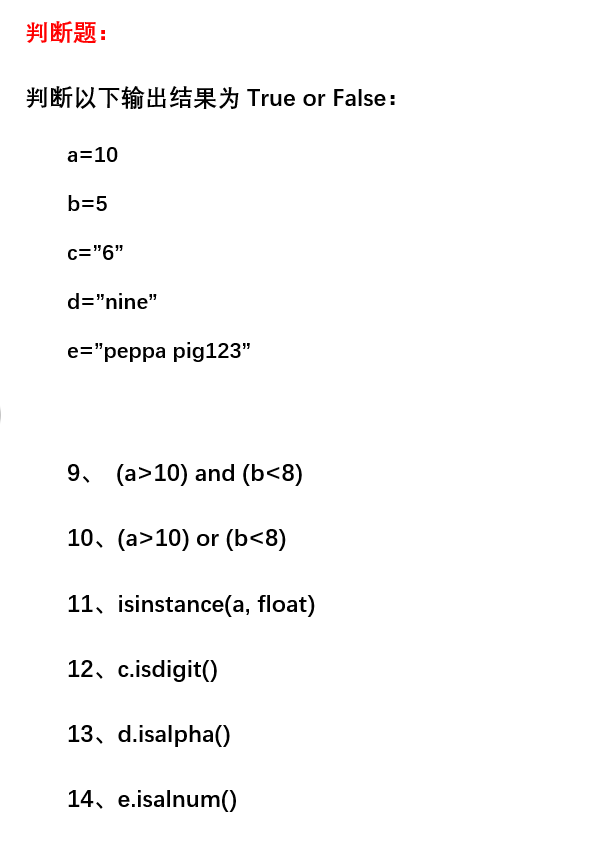 判断题：
判断以下输出结果为 True or False：
a=10
b=5
c=”6”
d=”nine”
e=”peppa pig123”
9、 (a>10) and (b<8)
10、(a>10) or (b<8)
11、isinstance(a, float)
12、c.isdigit()
13、d.isalpha()
14、e.isalnum()